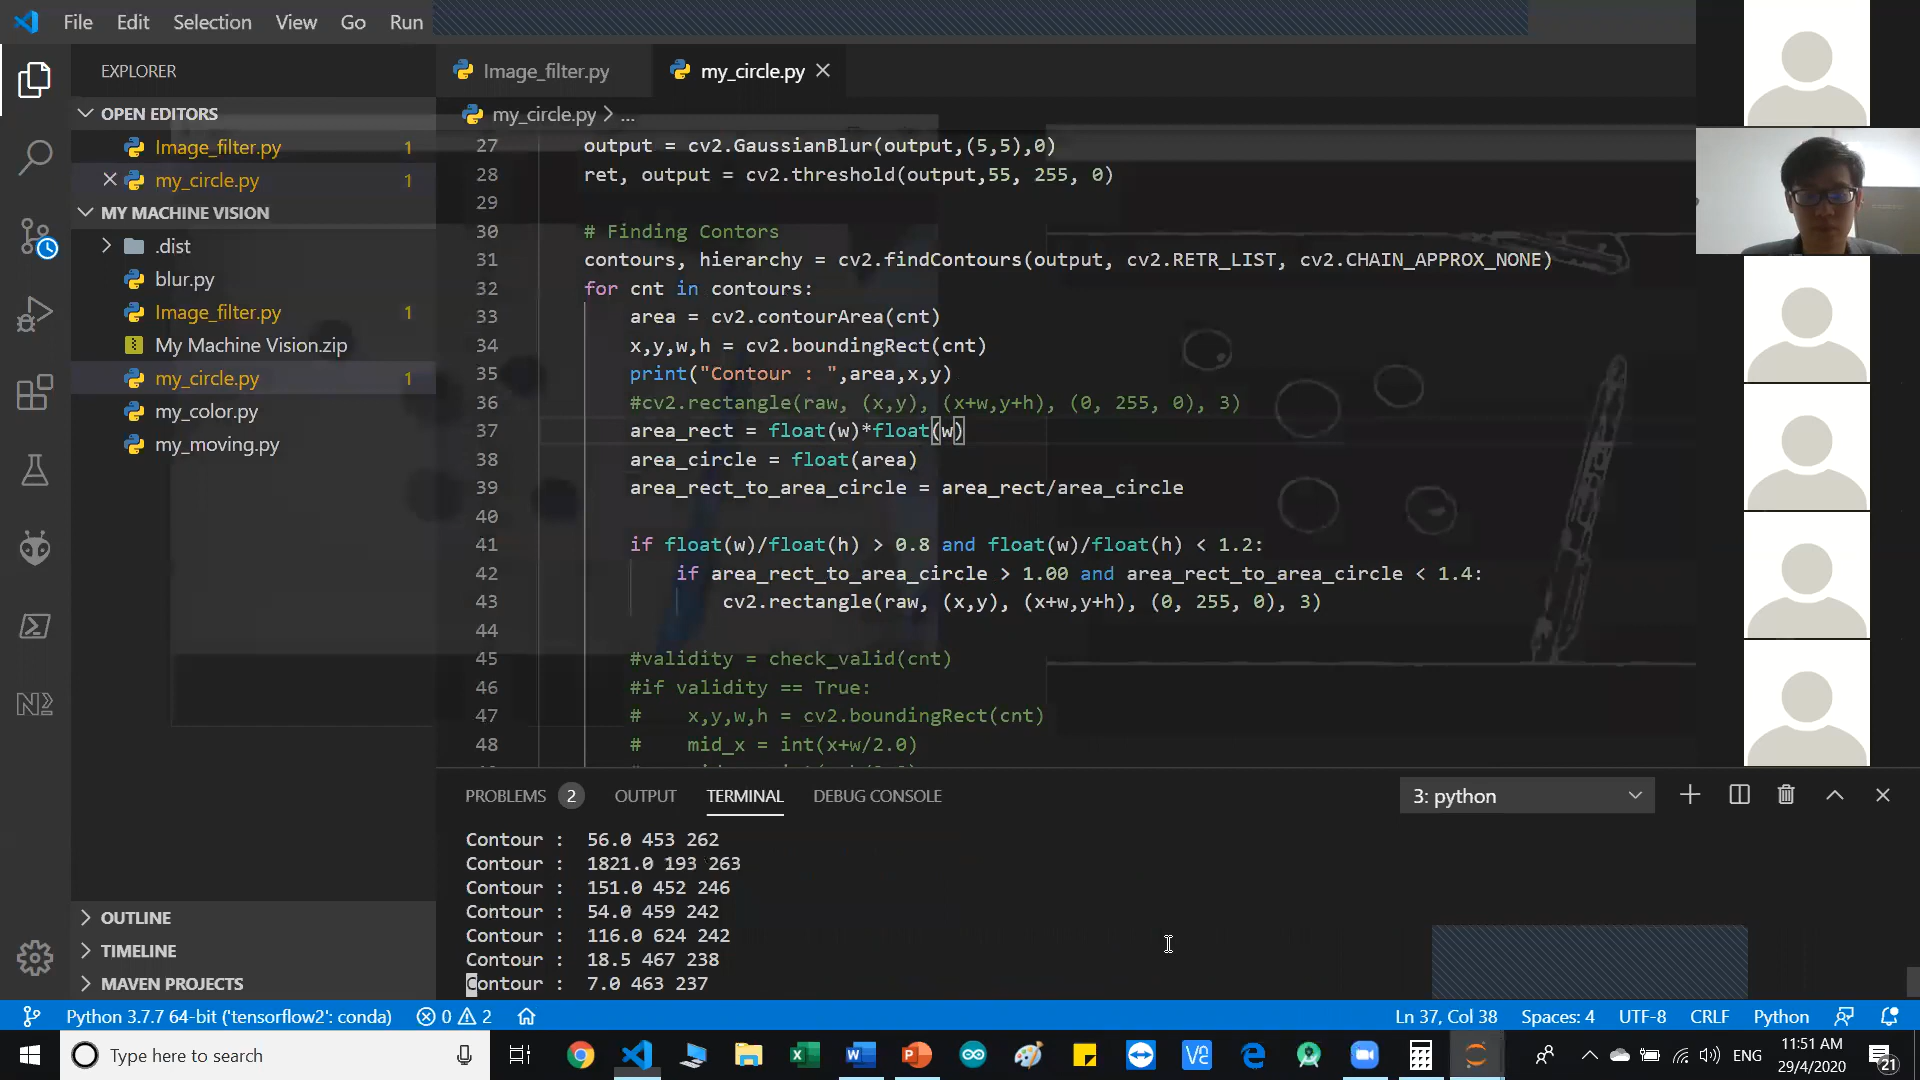 File Edit Selection View Go Run
EXPLORER
OPEN EDITORS
Image_filter.py 1
my_circle.py 1
MY MACHINE VISION
.dist
blur.py
Image_filter.py 1
My Machine Vision.zip
my_circle.py 1
my_color.py
my_moving.py
OUTLINE
TIMELINE
MAVEN PROJECTS
Image_filter.py my_circle.py
my_circle.py > ...
27 output = cv2.GaussianBlur(output,(5,5),0)
28 ret, output = cv2.threshold(output,55, 255, 0)
29
30 # Finding Contors
31 contours, hierarchy = cv2.findContours(output, cv2.RETR_LIST, cv2.CHAIN_APPROX_NONE)
32 for cnt in contours:
33 area = cv2.contourArea(cnt)
34 x,y,w,h = cv2.boundingRect(cnt)
35 print("Contour : ",area,x,y)
36 #cv2.rectangle(raw, (x,y), (x+w,y+h), (0, 255, 0), 3)
37 area_rect = float(w)*float(w)
38 area_circle = float(area)
39 area_rect_to_area_circle = area_rect/area_circle
40
41 if float(w)/float(h) > 0.8 and float(w)/float(h) < 1.2:
42 if area_rect_to_area_circle > 1.00 and area_rect_to_area_circle < 1.4:
43 cv2.rectangle(raw, (x,y), (x+w,y+h), (0, 255, 0), 3)
44
45 #validity = check_valid(cnt)
46 #if validity == True:
47 # x,y,w,h = cv2.boundingRect(cnt)
48 # mid_x = int(x+w/2.0)
PROBLEMS 2 OUTPUT TERMINAL DEBUG CONSOLE 3: python
Contour : 56.0 453 262
Contour : 1821.0 193 263
Contour : 151.0 452 246
Contour : 54.0 459 242
Contour : 116.0 624 242
Contour : 18.5 467 238
Contour : 7.0 463 237
Python 3.7.7 64-bit ('tensorflow2': conda) 0 2 Ln 37, Col 38 Spaces: 4 UTF-8 CRLF Python
Type here to search ENG 11:51 AM
29/4/2020 21